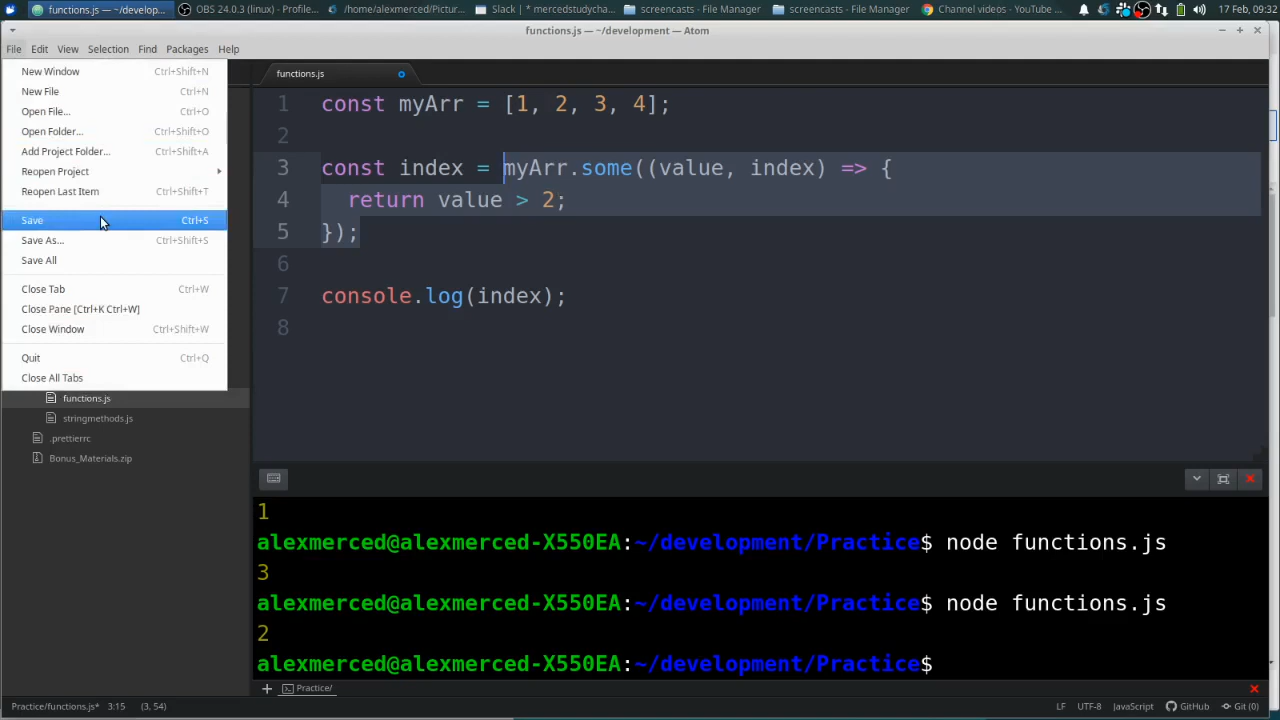 functions.js — ~/develop...
OBS 24.0.3 (linux) - Profile...
/home/alexmerced/Pictur...
Slack | * mercedstudychа...
screencasts - File Manager
screencasts - File Manager
Channel videos - YouTube ...
17 Feb, 09:32
functions.js — ~/development — Atom
File Edit View Selection Find Packages Help
New Window Ctrl+Shift+N
New File Ctrl+N
Open File... Ctrl+O
Open Folder... Ctrl+Shift+O
Add Project Folder... Ctrl+Shift+A
Reopen Project
Reopen Last Item Ctrl+Shift+T
Save Ctrl+S
Save As... Ctrl+Shift+S
Save All
Close Tab Ctrl+W
Close Pane [Ctrl+K Ctrl+W]
Close Window Ctrl+Shift+W
Quit Ctrl+Q
Close All Tabs
functions.js
stringmethods.js
.prettierrc
Bonus_Materials.zip
functions.js
1 const myArr = [1, 2, 3, 4];
2
3 const index = myArr.some((value, index) => {
4 return value > 2;
5 });
6
7 console.log(index);
8
1
alexmerced@alexmerced-X550EA:~/development/Practice$ node functions.js
3
alexmerced@alexmerced-X550EA:~/development/Practice$ node functions.js
2
alexmerced@alexmerced-X550EA:~/development/Practice$
Practice/
Practice/functions.js* 3:15 (3, 54)
LF UTF-8 JavaScript GitHub Git (0)